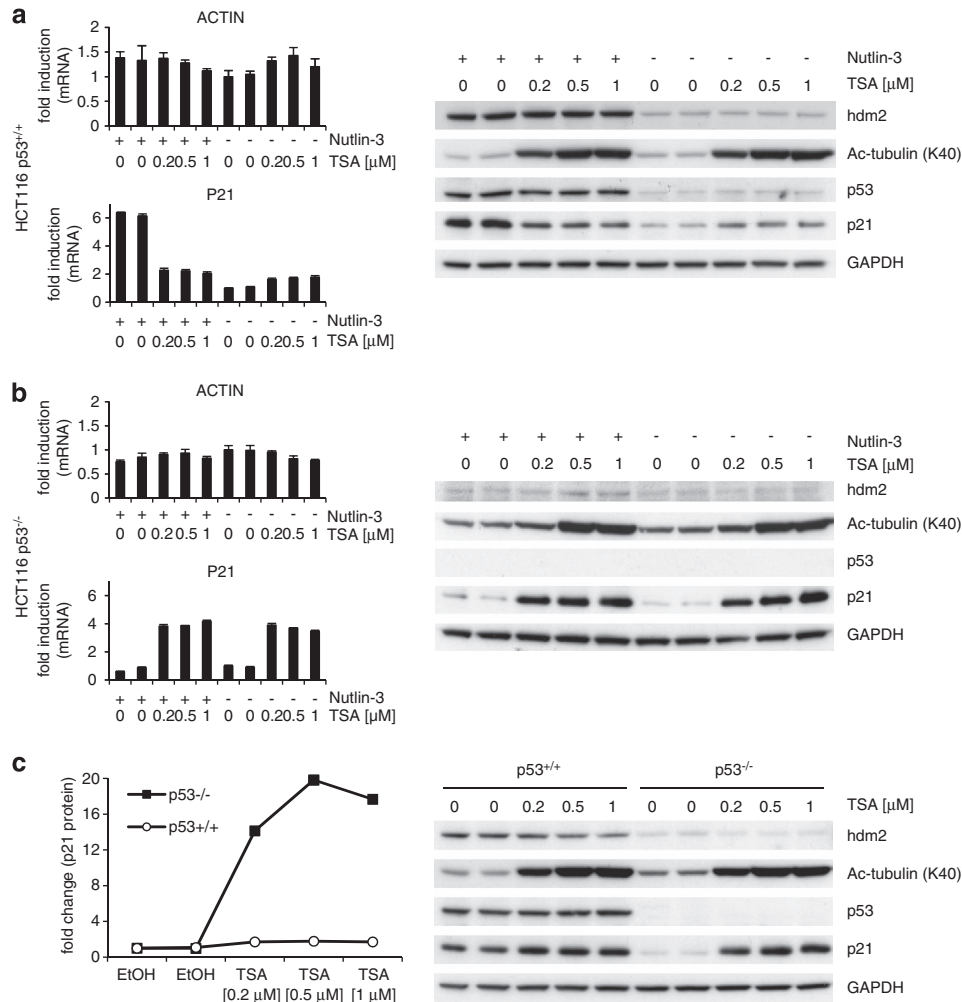 a
ACTIN
HCT116 p53+/+
fold induction
(mRNA)
2
1.5
1
0.5
0
+ + + + + - - - - - Nutlin-3
0 0 0.2 0.5 1 0 0 0.2 0.5 1 TSA [µM]
P21
fold induction
(mRNA)
6
4
2
0
+ + + + + - - - - - Nutlin-3
0 0 0.2 0.5 1 0 0 0.2 0.5 1 TSA [µM]
+ + + + + - - - - - Nutlin-3
0 0 0.2 0.5 1 0 0 0.2 0.5 1 TSA [µM]
hdm2
Ac-tubulin (K40)
p53
p21
GAPDH
b
ACTIN
HCT116 p53-/-
fold induction
(mRNA)
2
1.5
1
0.5
0
+ + + + + - - - - - Nutlin-3
0 0 0.2 0.5 1 0 0 0.2 0.5 1 TSA [µM]
P21
fold induction
(mRNA)
6
4
2
0
+ + + + + - - - - - Nutlin-3
0 0 0.2 0.5 1 0 0 0.2 0.5 1 TSA [µM]
+ + + + + - - - - - Nutlin-3
0 0 0.2 0.5 1 0 0 0.2 0.5 1 TSA [µM]
hdm2
Ac-tubulin (K40)
p53
p21
GAPDH
c
fold change (p21 protein)
20
16
12
8
4
0
p53-/-
p53+/+
EtOH EtOH TSA TSA TSA
[0.2 µM] [0.5 µM] [1 µM]
p53+/+ p53-/-
0 0 0.2 0.5 1 0 0 0.2 0.5 1 TSA [µM]
hdm2
Ac-tubulin (K40)
p53
p21
GAPDH